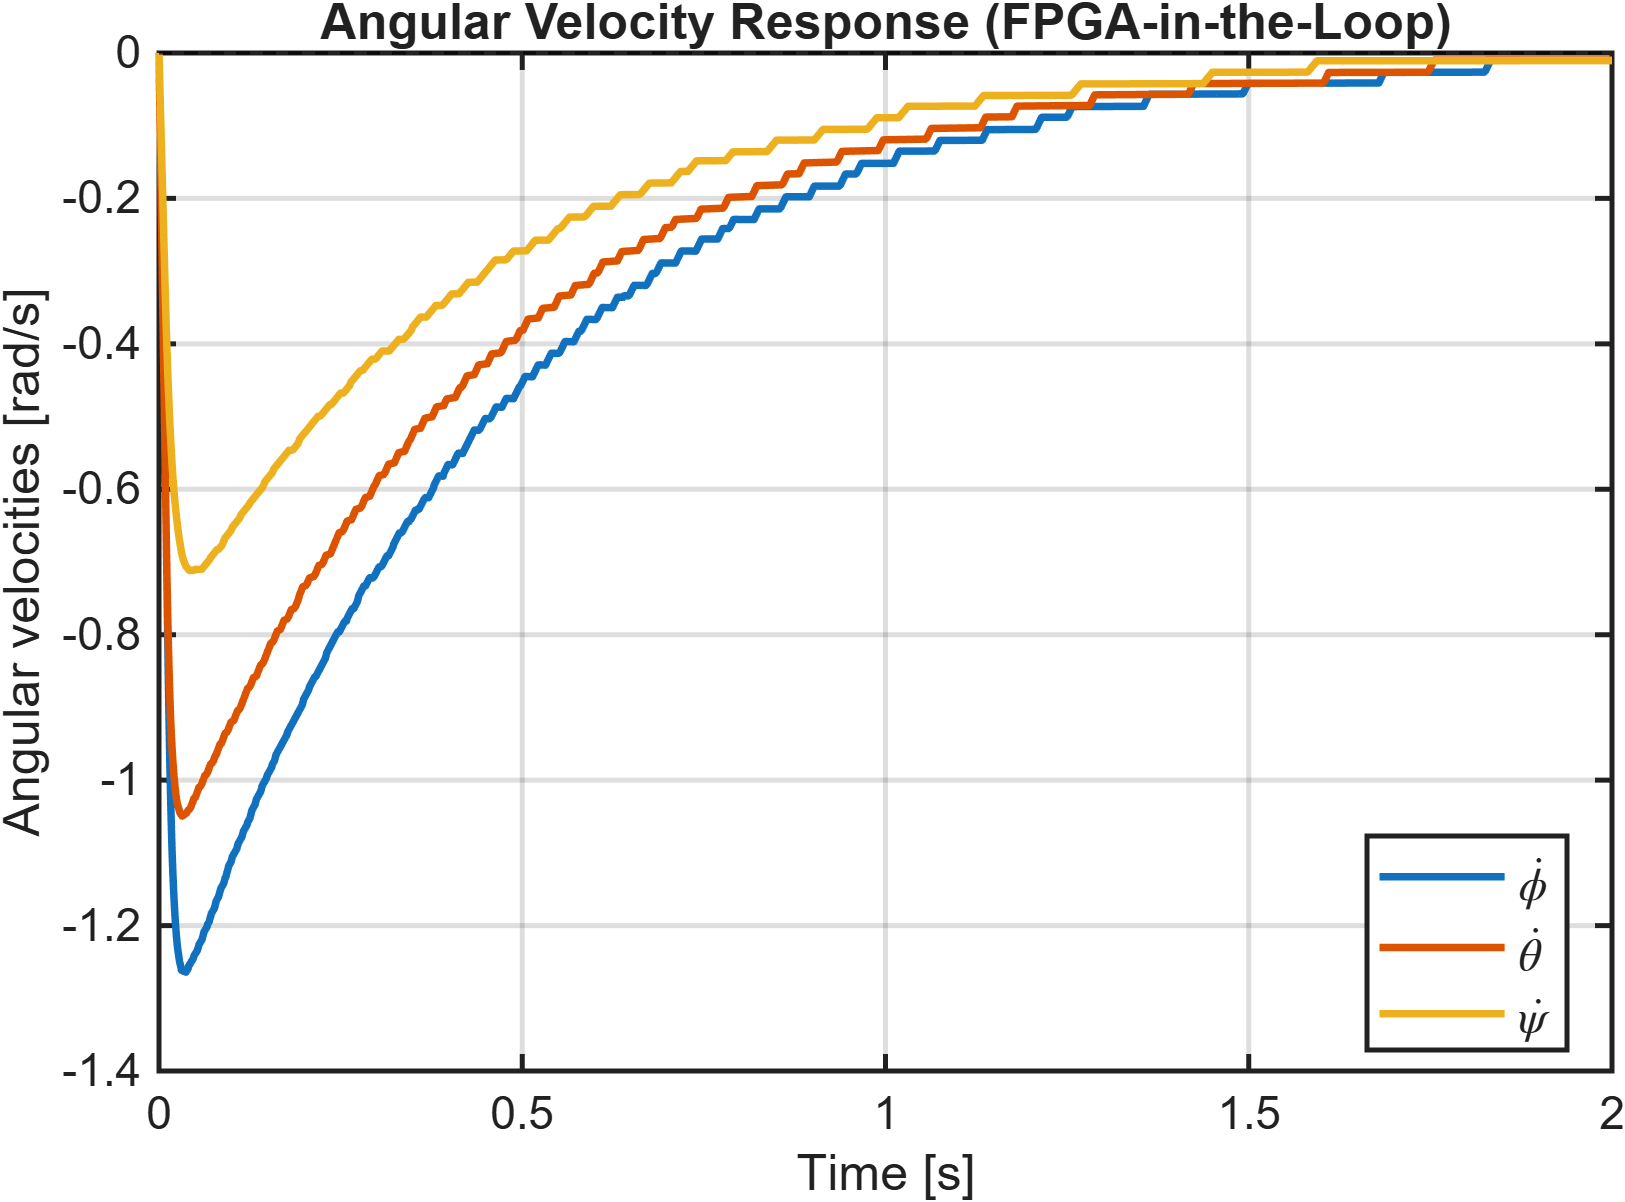 Angular Velocity Response (FPGA-in-the-Loop)
0
-0.2
-0.4
-0.6
-0.8
-1
-1.2
-1.4
Angular velocities [rad/s]
0 0.5 1 1.5 2
Time [s]
ϕ̇
θ̇
ψ̇